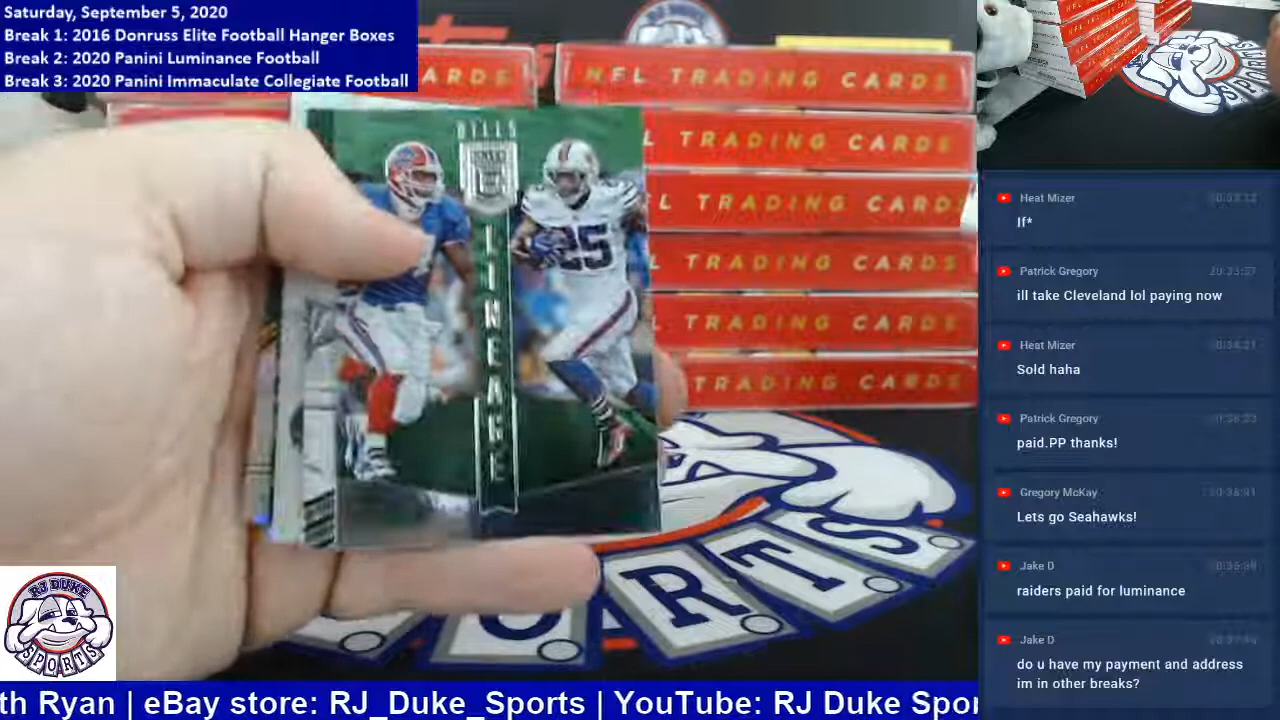 Saturday, September 5, 2020
Break 1: 2016 Donruss Elite Football Hanger Boxes
Break 2: 2020 Panini Luminance Football
Break 3: 2020 Panini Immaculate Collegiate Football
ARDS
NFL TRADING CARDS
L TRADING CARDS
L TRADING CARDS
L TRADING CARDS
TRADING CARDS
TRADING CARDS
BILLS
LINEAGE
25
ORTS
SPORTS
RJ DUKE
SPORTS
Heat Mizer
If*
Patrick Gregory
ill take Cleveland lol paying now
Heat Mizer
Sold haha
Patrick Gregory
paid.PP thanks!
Gregory McKay
Lets go Seahawks!
Jake D
raiders paid for luminance
Jake D
do u have my payment and address
im in other breaks?
th Ryan | eBay store: RJ_Duke_Sports | YouTube: RJ Duke Spor